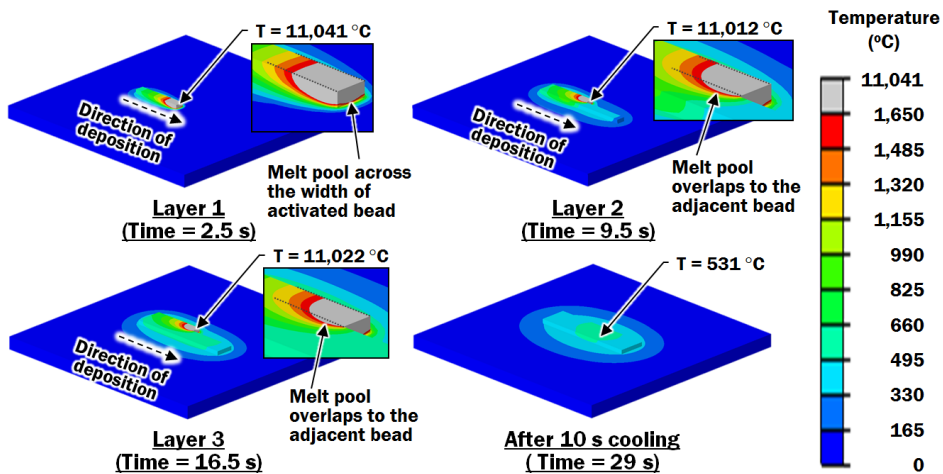 T = 11,041 °C
Direction of
deposition
Melt pool across
the width of
activated bead
Layer 1
(Time = 2.5 s)
T = 11,012 °C
Direction of
deposition
Melt pool
overlaps to the
adjacent bead
Layer 2
(Time = 9.5 s)
T = 11,022 °C
Direction of
deposition
Melt pool
overlaps to the
adjacent bead
Layer 3
(Time = 16.5 s)
T = 531 °C
After 10 s cooling
( Time = 29 s)
Temperature
(ºC)
11,041
1,650
1,485
1,320
1,155
990
825
660
495
330
165
0